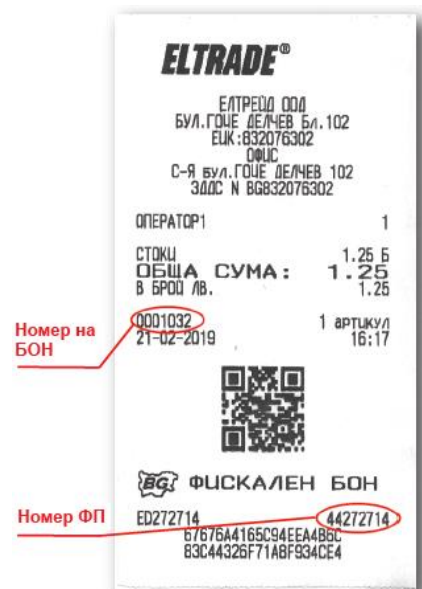 ELTRADE®
ЕЛТРЕЙД ООД
БУЛ.ГОЦЕ ДЕЛЧЕВ Бл.102
ЕИК:832076302
ОФИС
С-Я БУЛ.ГОЦЕ ДЕЛЧЕВ 102
ЗДДС N BG832076302
ОПЕРАТОР1 1
СТОКИ 1.25 Б
ОБЩА СУМА: 1.25
В БРОЙ ЛВ. 1.25
0001032 1 артикул
Номер на
БОН
21-02-2019 16:17
BG ФИСКАЛЕН БОН
Номер ФП
ED272714 44272714
67676A4165C94EEA4B6C
83C44326F71A8F934CE4